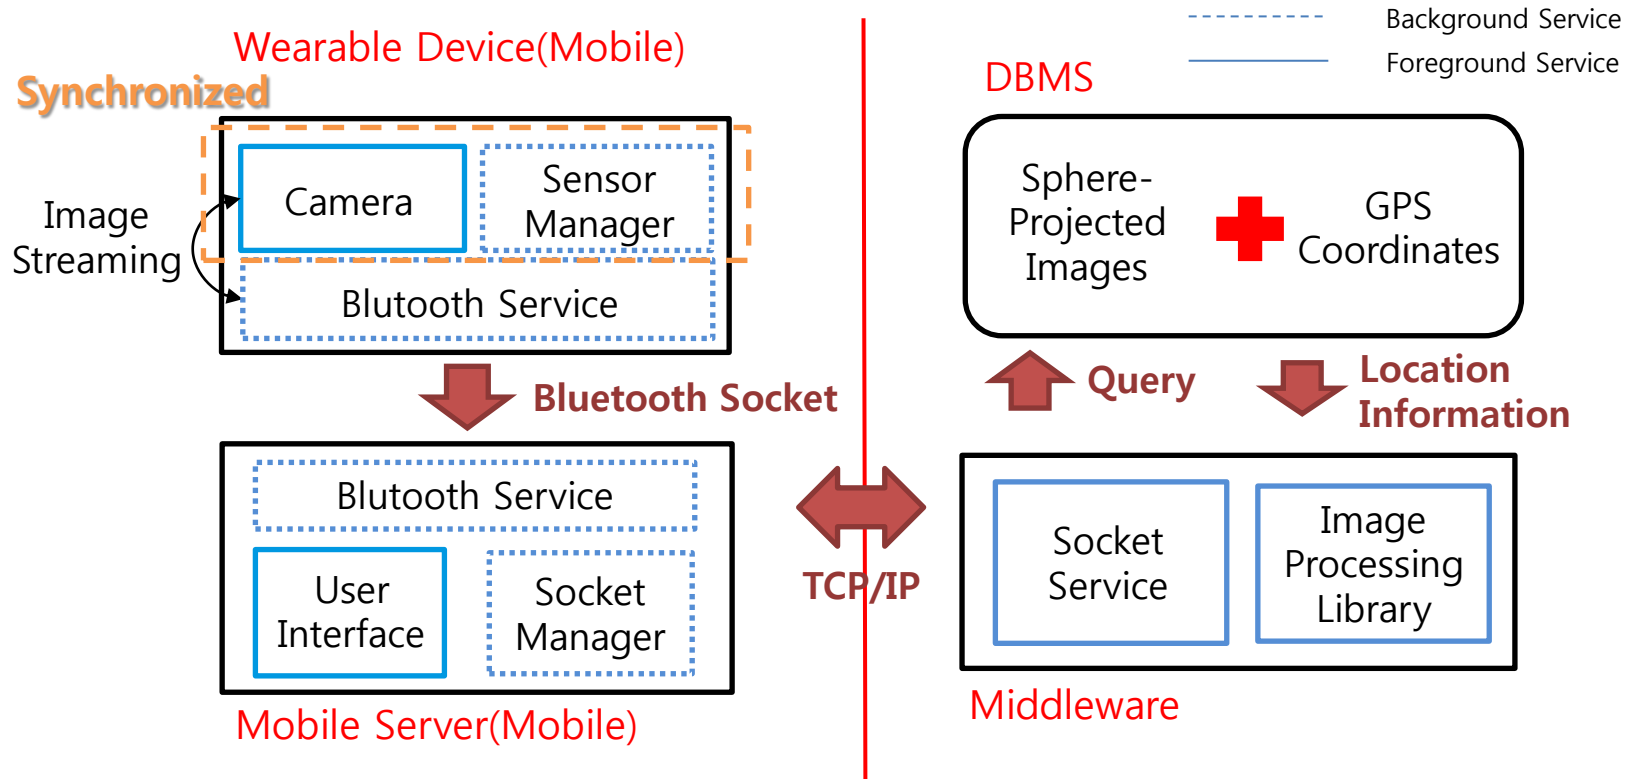 Background Service
Foreground Service
Wearable Device(Mobile)
Synchronized
Camera
Sensor
Manager
Image
Streaming
Blutooth Service
Bluetooth Socket
Blutooth Service
User
Interface
Socket
Manager
Mobile Server(Mobile)
TCP/IP
DBMS
Sphere-
Projected
Images
GPS
Coordinates
Query
Location
Information
Socket
Service
Image
Processing
Library
Middleware